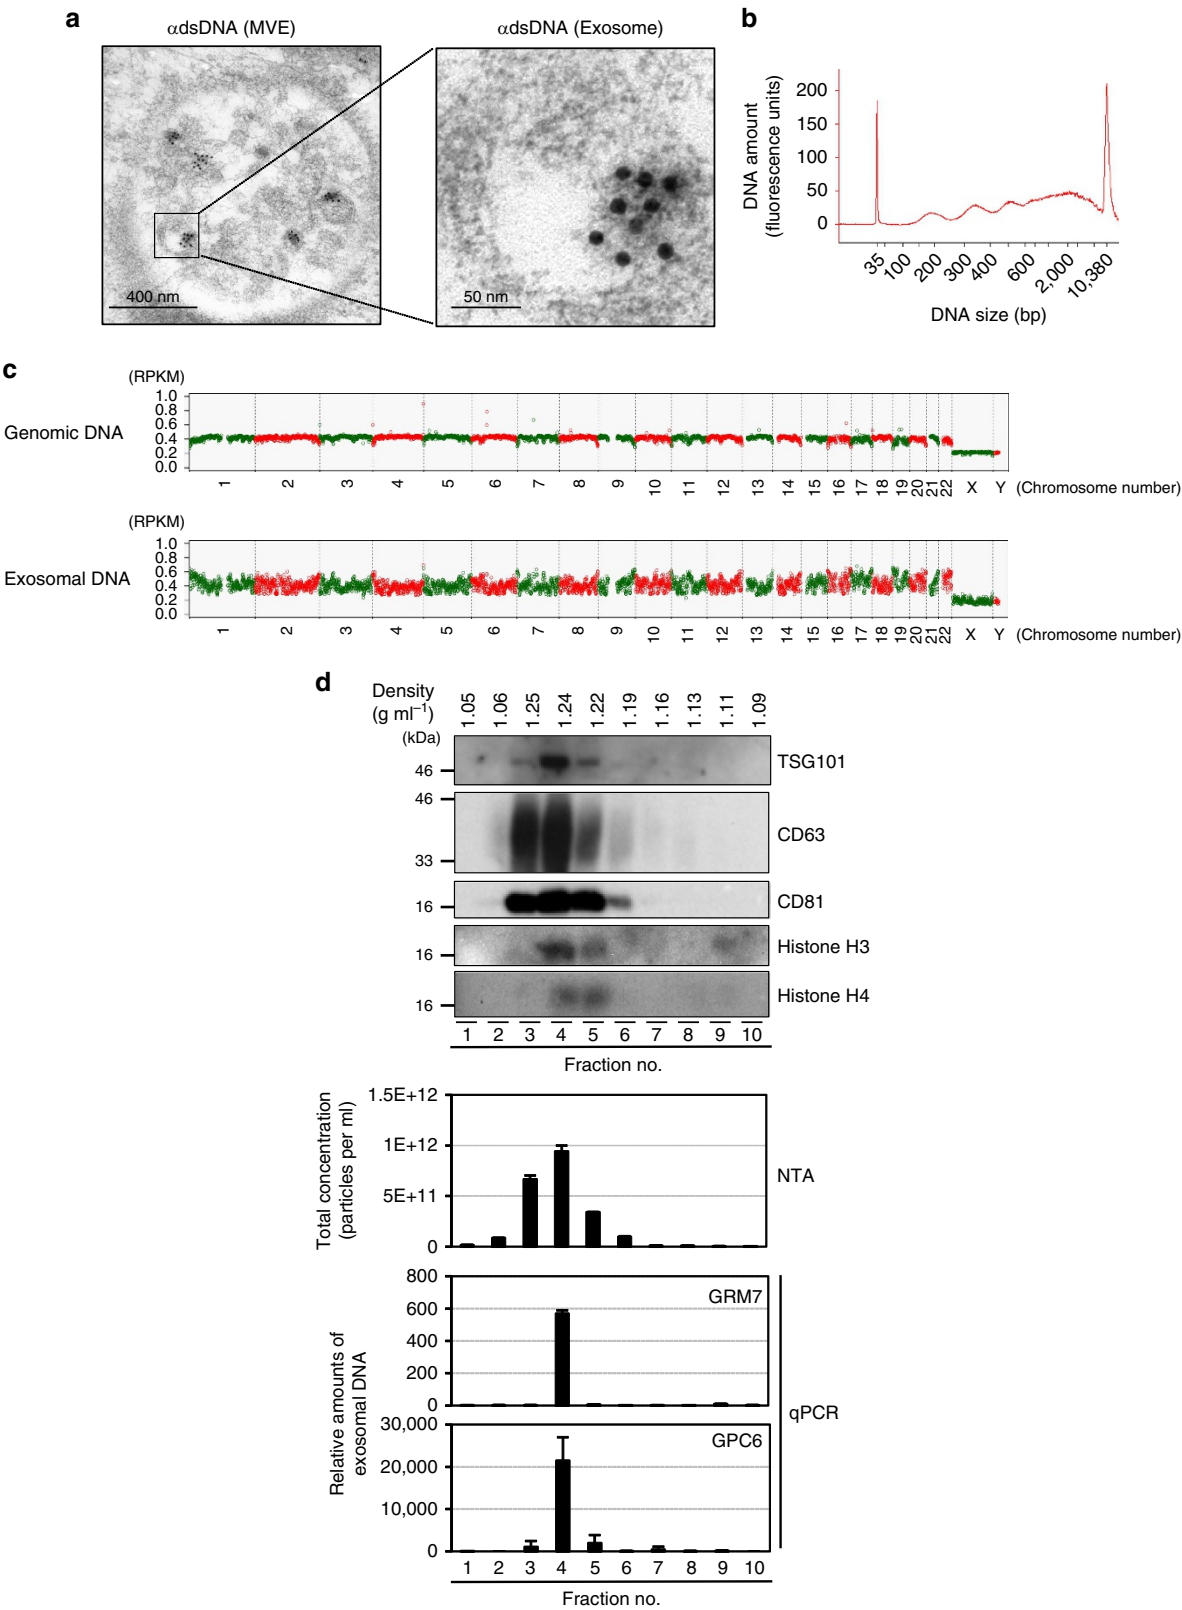 a
αdsDNA (MVE)
400 nm
αdsDNA (Exosome)
50 nm
b
DNA amount
(fluorescence units)
200
150
100
50
0
35
100
200
300
400
600
2,000
10,380
DNA size (bp)
c
(RPKM)
Genomic DNA
1.0
0.8
0.6
0.4
0.2
0.0
1 2 3 4 5 6 7 8 9 10 11 12 13 14 15 16 17 18 19 20 21 22 X Y (Chromosome number)
(RPKM)
Exosomal DNA
1.0
0.8
0.6
0.4
0.2
0.0
1 2 3 4 5 6 7 8 9 10 11 12 13 14 15 16 17 18 19 20 21 22 X Y (Chromosome number)
d
Density
(g ml⁻¹)
1.05 1.06 1.25 1.24 1.22 1.19 1.16 1.13 1.11 1.09
(kDa)
46
TSG101
46
33
CD63
16
CD81
16
Histone H3
16
Histone H4
1 2 3 4 5 6 7 8 9 10
Fraction no.
Total concentration
(particles per ml)
1.5E+12
1E+12
5E+11
0
NTA
Relative amounts of
exosomal DNA
800
600
400
200
0
GRM7
30,000
20,000
10,000
0
GPC6
qPCR
1 2 3 4 5 6 7 8 9 10
Fraction no.